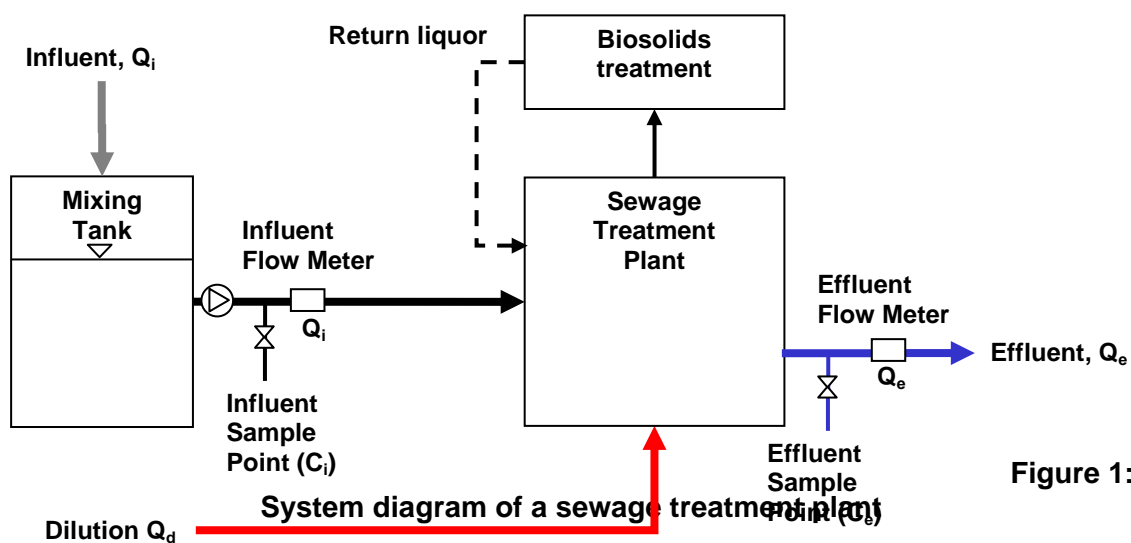 Return liquor
Biosolids
treatment
Influent, Qi
Mixing
Tank
Influent
Flow Meter
Qi
Sewage
Treatment
Plant
Effluent
Flow Meter
Qe
Effluent, Qe
Influent
Sample
Point (Ci)
Effluent
Sample
Point (Ce)
Figure 1:
System diagram of a sewage treatment plant
Dilution Qd